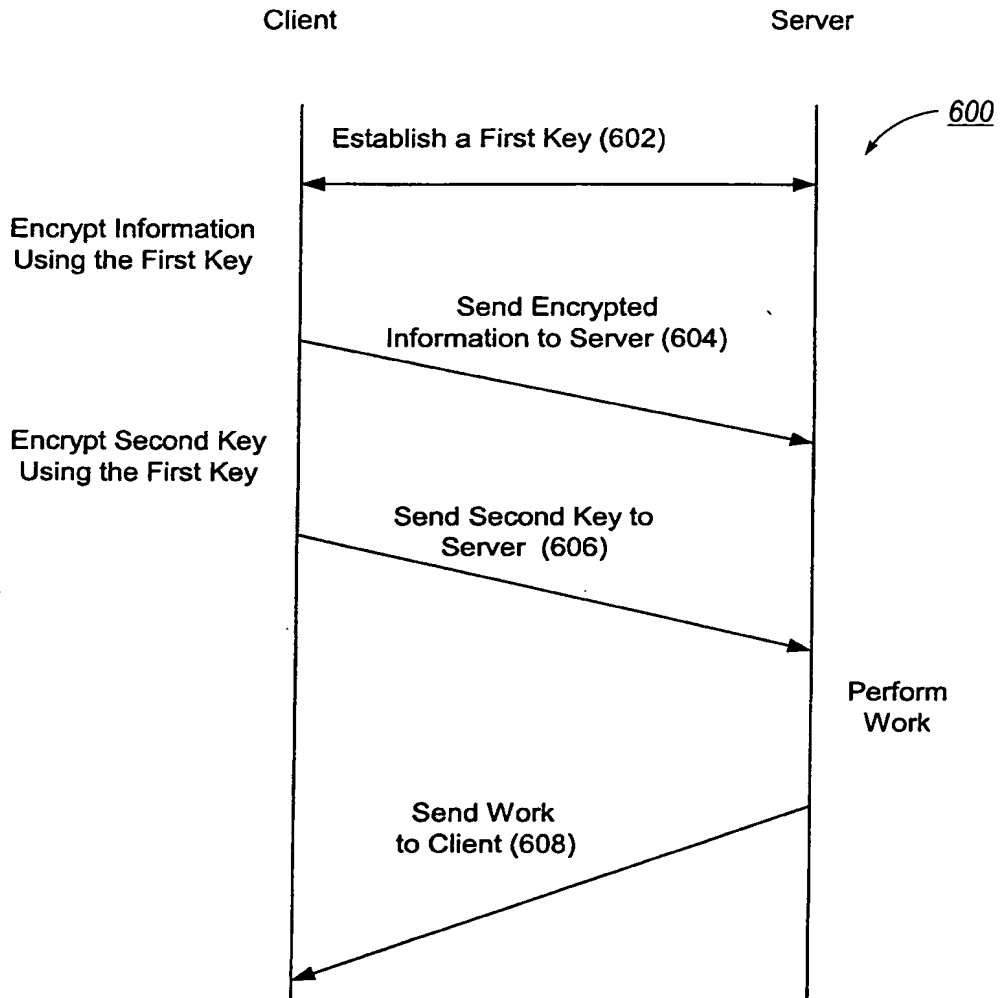 Client
Server
600
Establish a First Key (602)
Encrypt Information
Using the First Key
Send Encrypted
Information to Server (604)
Encrypt Second Key
Using the First Key
Send Second Key to
Server (606)
Perform
Work
Send Work
to Client (608)